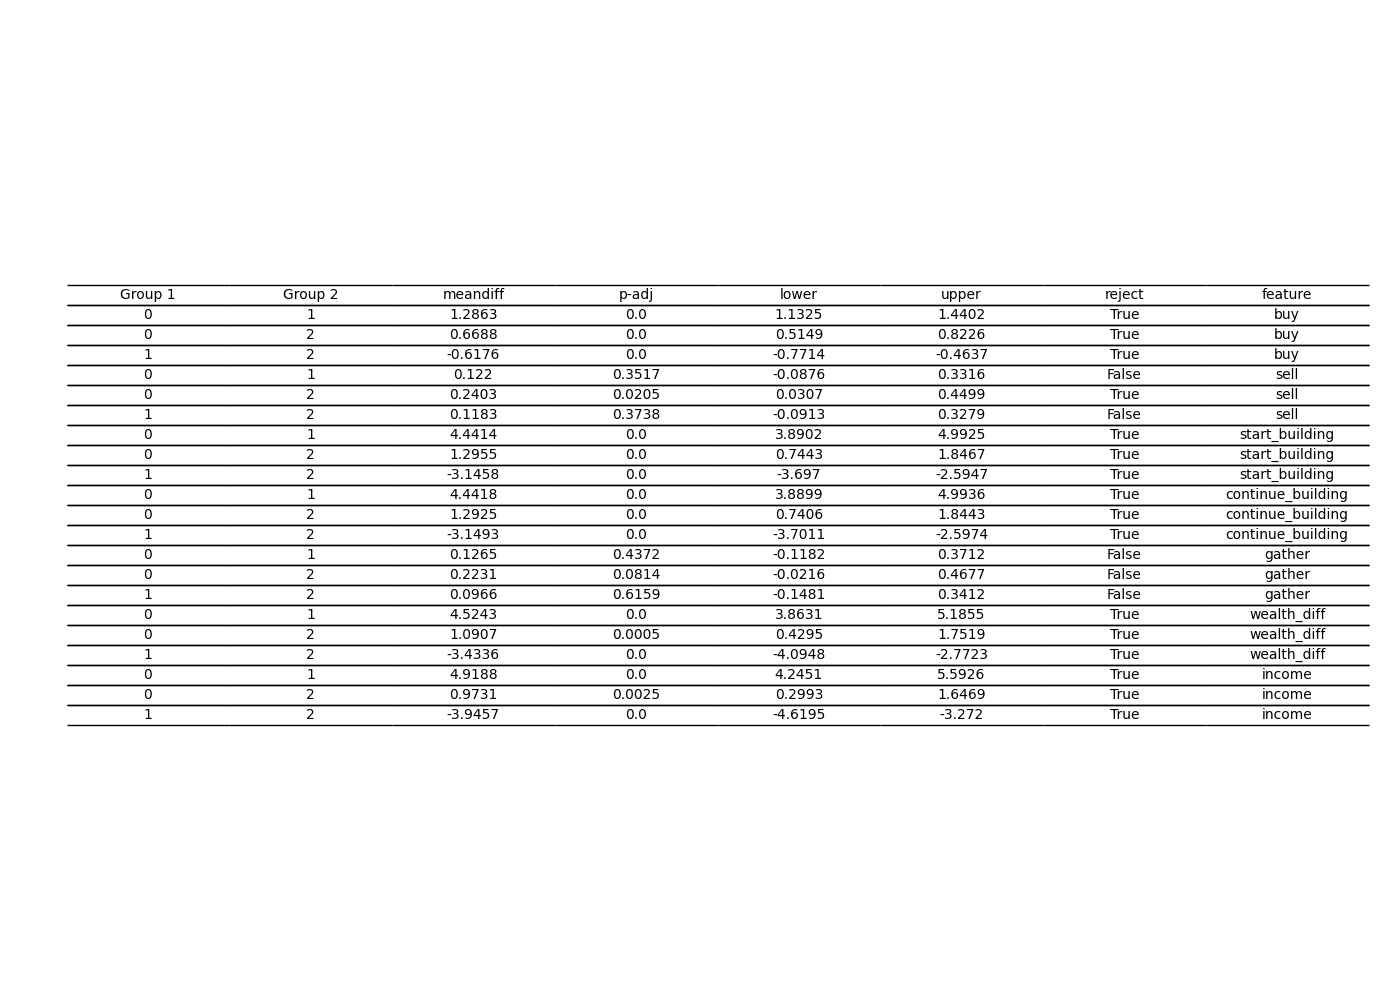 Group 1 Group 2 meandiff p-adj lower upper reject feature
0 1 1.2863 0.0 1.1325 1.4402 True buy
0 2 0.6688 0.0 0.5149 0.8226 True buy
1 2 -0.6176 0.0 -0.7714 -0.4637 True buy
0 1 0.122 0.3517 -0.0876 0.3316 False sell
0 2 0.2403 0.0205 0.0307 0.4499 True sell
1 2 0.1183 0.3738 -0.0913 0.3279 False sell
0 1 4.4414 0.0 3.8902 4.9925 True start_building
0 2 1.2955 0.0 0.7443 1.8467 True start_building
1 2 -3.1458 0.0 -3.697 -2.5947 True start_building
0 1 4.4418 0.0 3.8899 4.9936 True continue_building
0 2 1.2925 0.0 0.7406 1.8443 True continue_building
1 2 -3.1493 0.0 -3.7011 -2.5974 True continue_building
0 1 0.1265 0.4372 -0.1182 0.3712 False gather
0 2 0.2231 0.0814 -0.0216 0.4677 False gather
1 2 0.0966 0.6159 -0.1481 0.3412 False gather
0 1 4.5243 0.0 3.8631 5.1855 True wealth_diff
0 2 1.0907 0.0005 0.4295 1.7519 True wealth_diff
1 2 -3.4336 0.0 -4.0948 -2.7723 True wealth_diff
0 1 4.9188 0.0 4.2451 5.5926 True income
0 2 0.9731 0.0025 0.2993 1.6469 True income
1 2 -3.9457 0.0 -4.6195 -3.272 True income